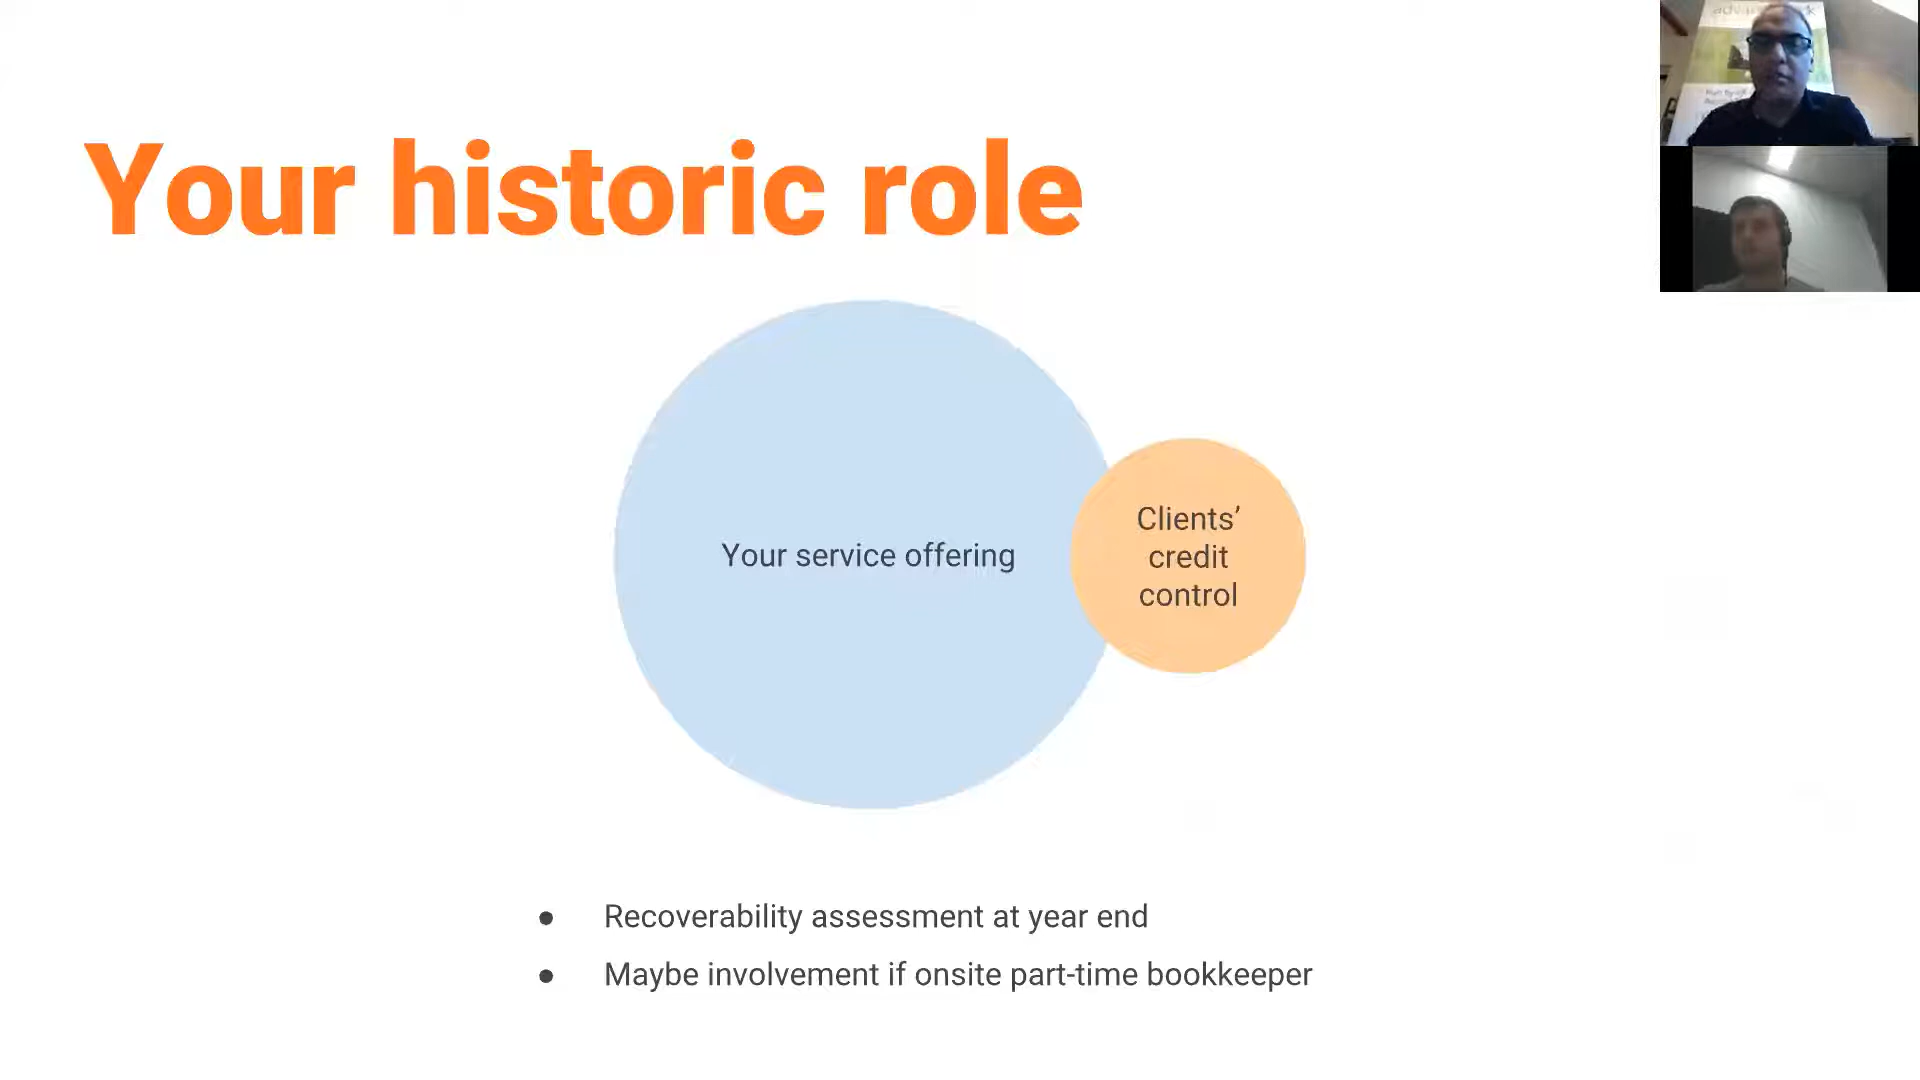 Your historic role
Your service offering
Clients’
credit
control
● Recoverability assessment at year end
● Maybe involvement if onsite part-time bookkeeper